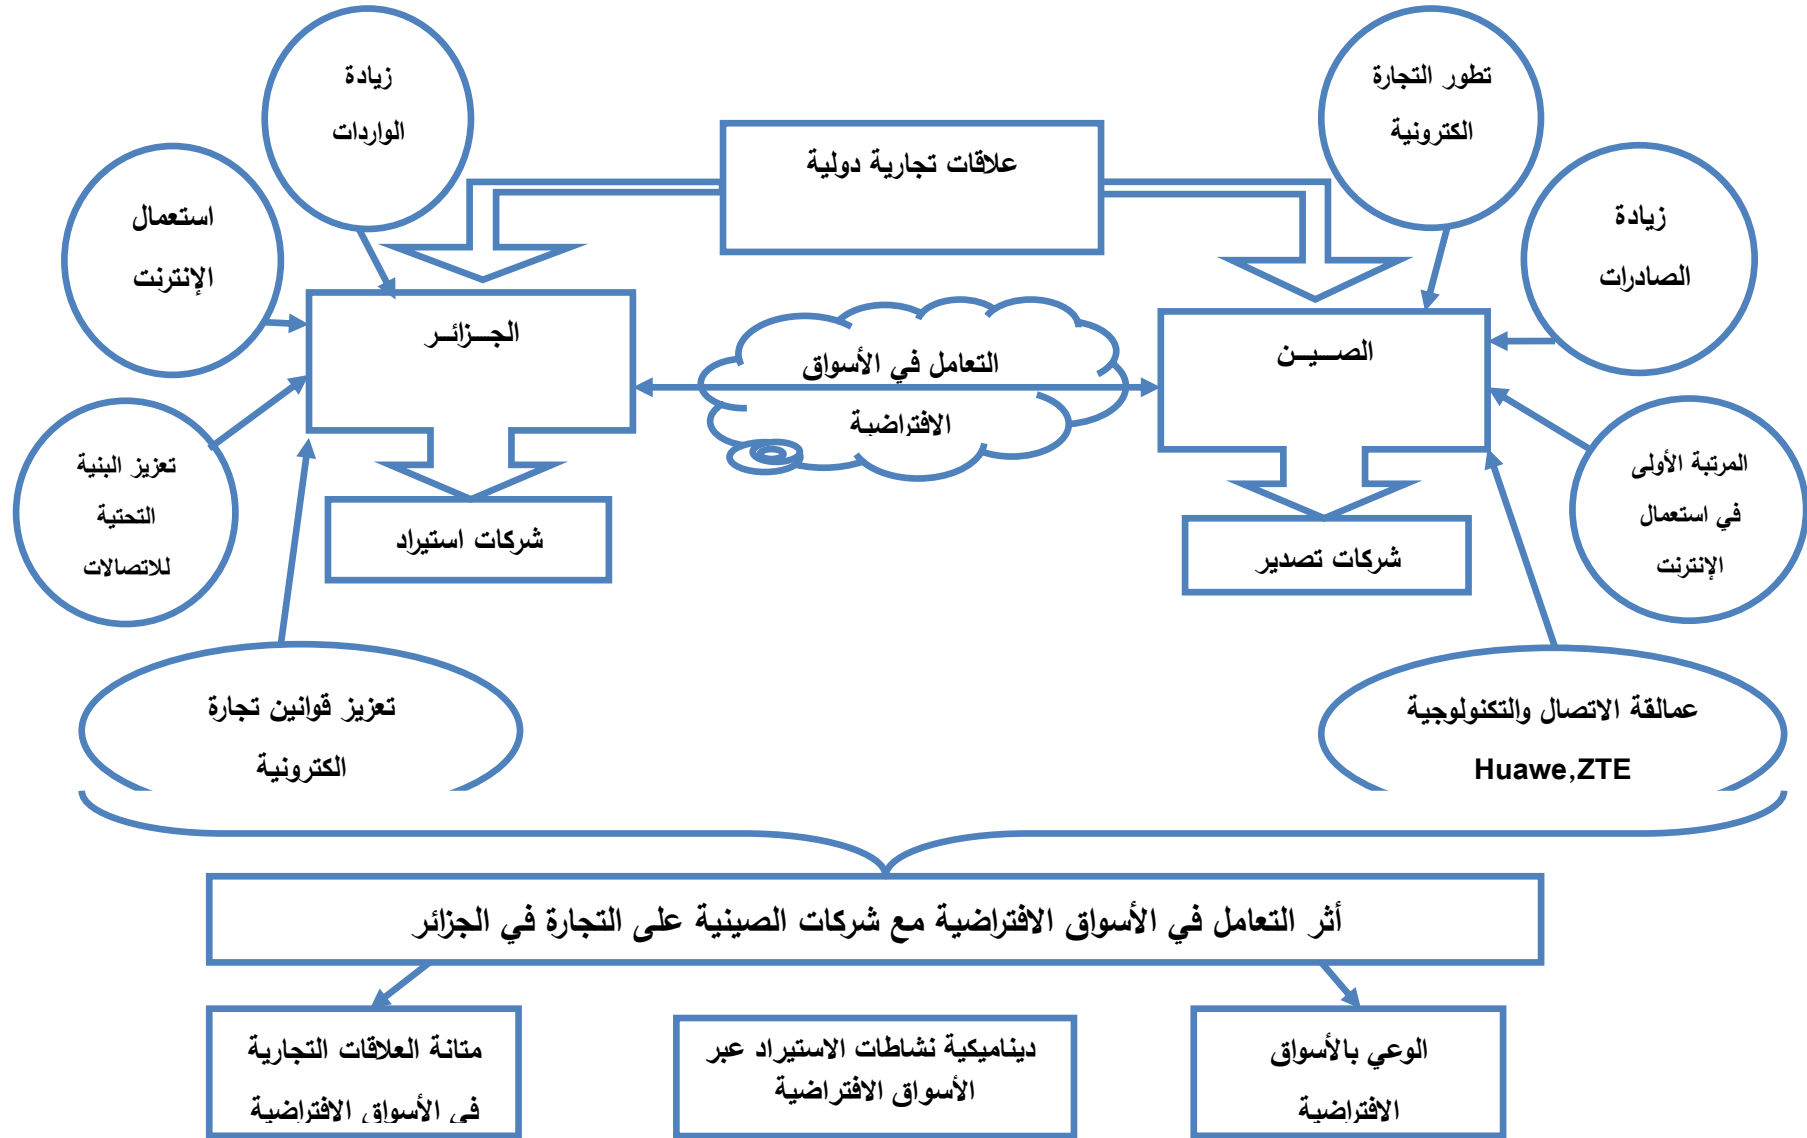 علاقات تجارية دولية
تطور التجارة
الكترونية
زيادة
الصادرات
المرتبة الأولى
في استعمال
الإنترنت
عمالقة الاتصال والتكنولوجية
Huawe,ZTE
الصـــيـــن
شركات تصدير
التعامل في الأسواق
الافتراضية
زيادة
الواردات
استعمال
الإنترنت
تعزيز البنية
التحتية
للاتصالات
تعزيز قوانين تجارة
الكترونية
الجـــزائـــر
شركات استيراد
أثر التعامل في الأسواق الافتراضية مع شركات الصينية على التجارة في الجزائر
الوعي بالأسواق
الافتراضية
ديناميكية نشاطات الاستيراد عبر
الأسواق الافتراضية
متانة العلاقات التجارية
في الأسواق الافتراضية